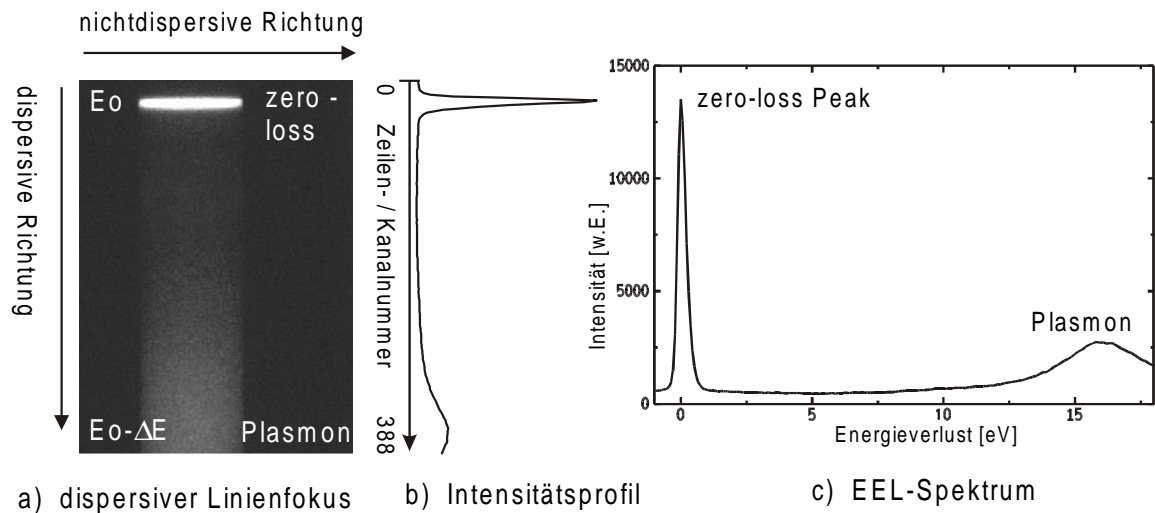 nichtdispersive Richtung
dispersive Richtung
Eo
zero -
loss
Eo-ΔE
Plasmon
0
Zeilen- / Kanalnummer
388
15000
10000
5000
0
Intensität [w.E.]
zero-loss Peak
Plasmon
0
5
10
15
Energieverlust [eV]
a) dispersiver Linienfokus
b) Intensitätsprofil
c) EEL-Spektrum